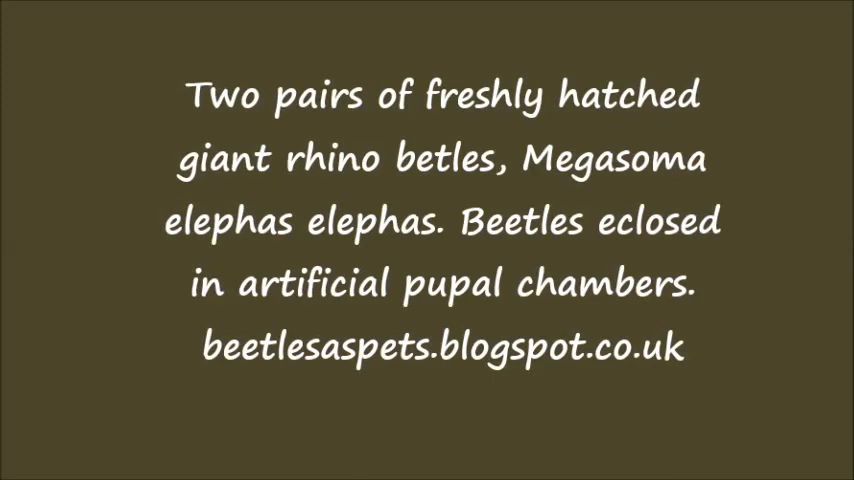 Two pairs of freshly hatched
giant rhino betles, Megasoma
elephas elephas. Beetles eclosed
in artificial pupal chambers.
beetlesaspets.blogspot.co.uk